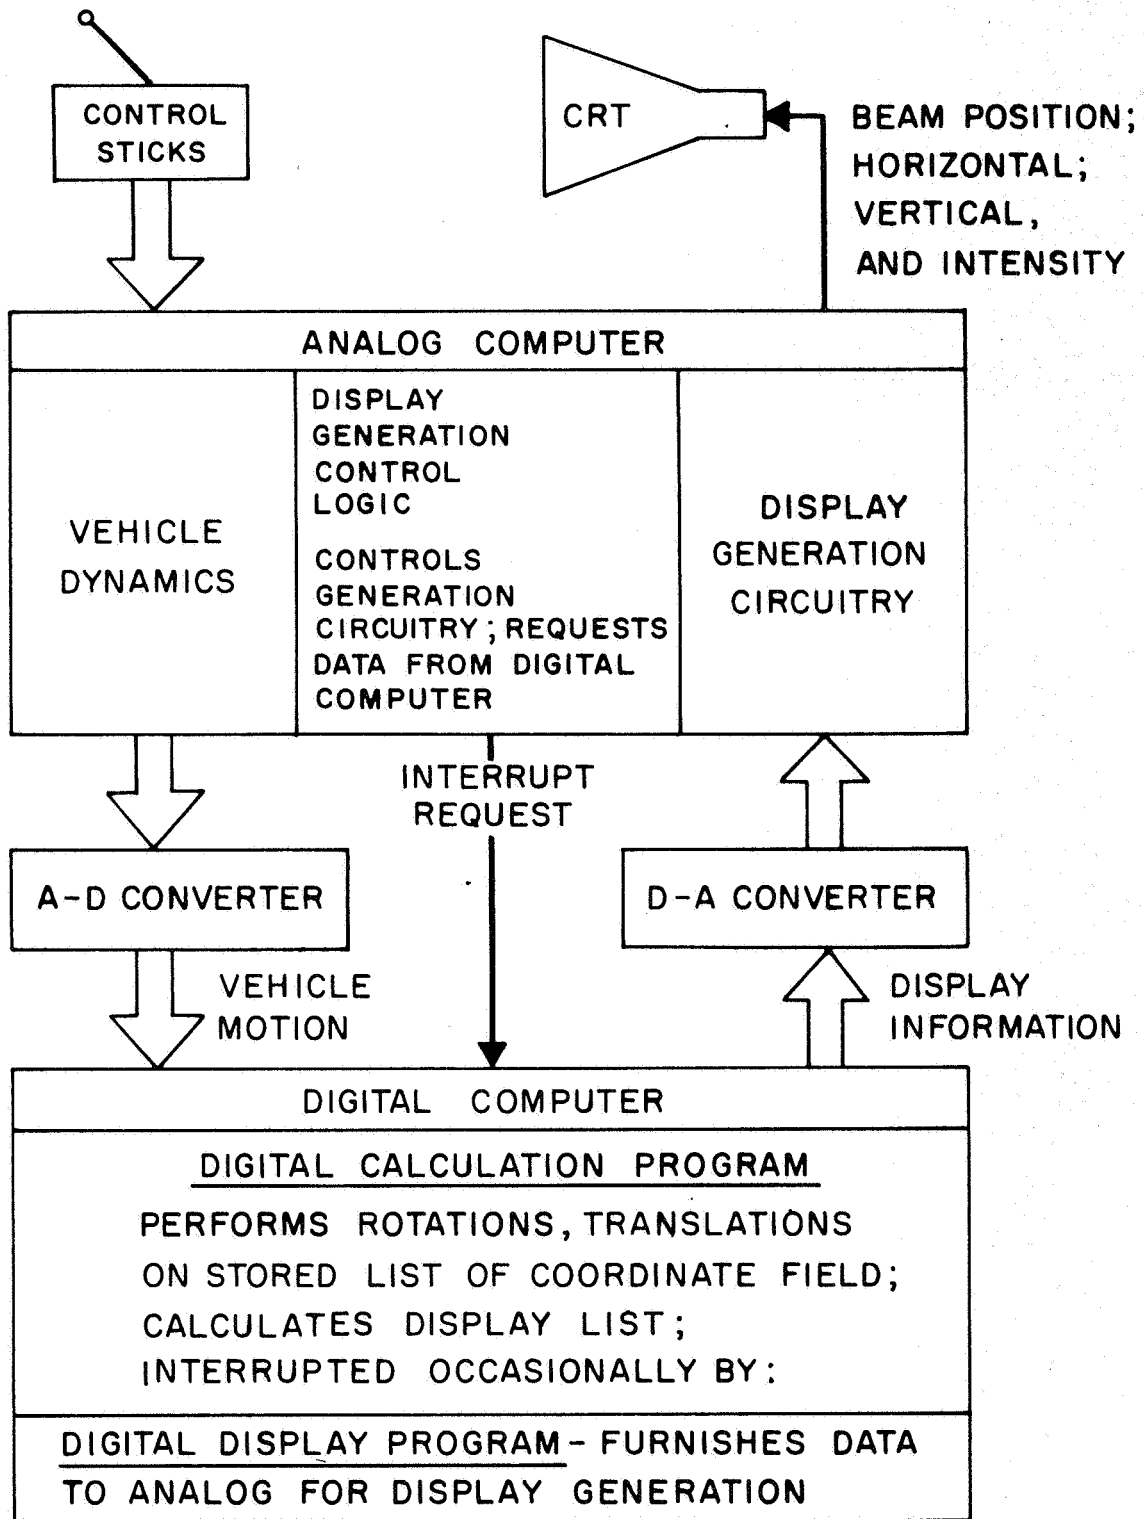 CONTROL
STICKS
CRT
BEAM POSITION;
HORIZONTAL;
VERTICAL,
AND INTENSITY
ANALOG COMPUTER
VEHICLE
DYNAMICS
DISPLAY
GENERATION
CONTROL
LOGIC
CONTROLS
GENERATION
CIRCUITRY; REQUESTS
DATA FROM DIGITAL
COMPUTER
DISPLAY
GENERATION
CIRCUITRY
INTERRUPT
REQUEST
A-D CONVERTER
D-A CONVERTER
VEHICLE
MOTION
DISPLAY
INFORMATION
DIGITAL COMPUTER
DIGITAL CALCULATION PROGRAM
PERFORMS ROTATIONS, TRANSLATIONS
ON STORED LIST OF COORDINATE FIELD;
CALCULATES DISPLAY LIST;
INTERRUPTED OCCASIONALLY BY:
DIGITAL DISPLAY PROGRAM - FURNISHES DATA
TO ANALOG FOR DISPLAY GENERATION